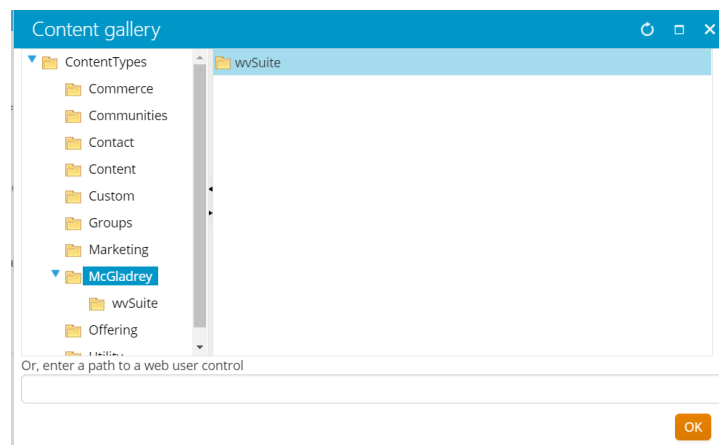 Content gallery
ContentTypes
Commerce
Communities
Contact
Content
Custom
Groups
Marketing
McGladrey
wvSuite
Offering
Utility
wvSuite
Or, enter a path to a web user control
OK